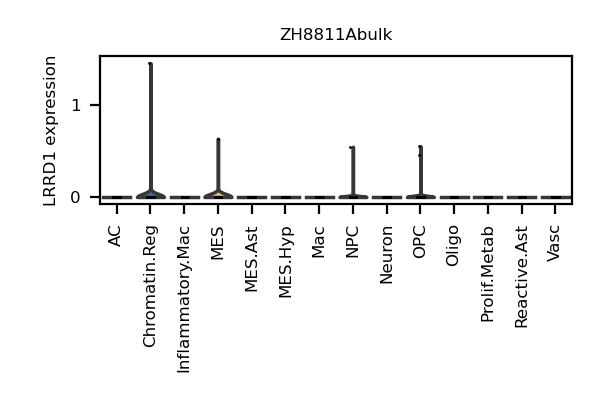 ZH8811Abulk
LRRD1 expression
1
0
AC
Chromatin.Reg
Inflammatory.Mac
MES
MES.Ast
MES.Hyp
Mac
NPC
Neuron
OPC
Oligo
Prolif.Metab
Reactive.Ast
Vasc